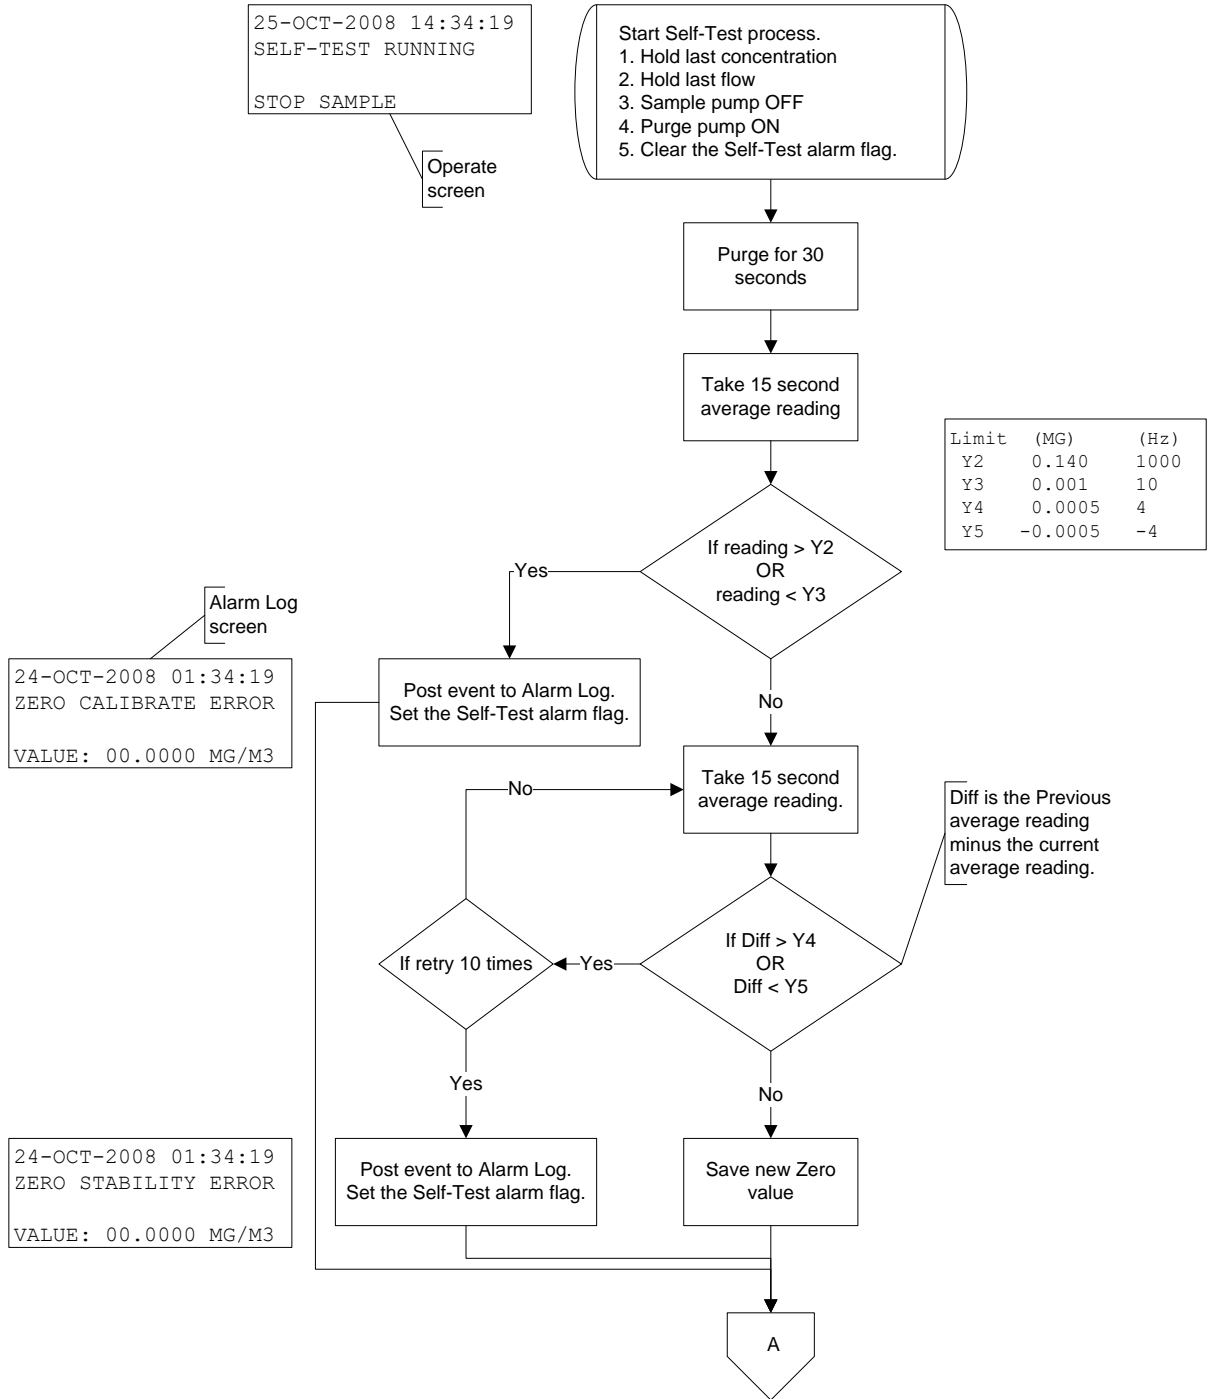 25-OCT-2008 14:34:19
SELF-TEST RUNNING
STOP SAMPLE
Operate
screen
Start Self-Test process.
1. Hold last concentration
2. Hold last flow
3. Sample pump OFF
4. Purge pump ON
5. Clear the Self-Test alarm flag.
Purge for 30
seconds
Take 15 second
average reading
Limit (MG) (Hz)
Y2 0.140 1000
Y3 0.001 10
Y4 0.0005 4
Y5 -0.0005 -4
If reading > Y2
OR
reading < Y3
Yes
Alarm Log
screen
24-OCT-2008 01:34:19
ZERO CALIBRATE ERROR
VALUE: 00.0000 MG/M3
Post event to Alarm Log.
Set the Self-Test alarm flag.
No
Take 15 second
average reading.
No
Diff is the Previous
average reading
minus the current
average reading.
If Diff > Y4
OR
Diff < Y5
Yes
If retry 10 times
Yes
No
24-OCT-2008 01:34:19
ZERO STABILITY ERROR
VALUE: 00.0000 MG/M3
Post event to Alarm Log.
Set the Self-Test alarm flag.
Save new Zero
value
A